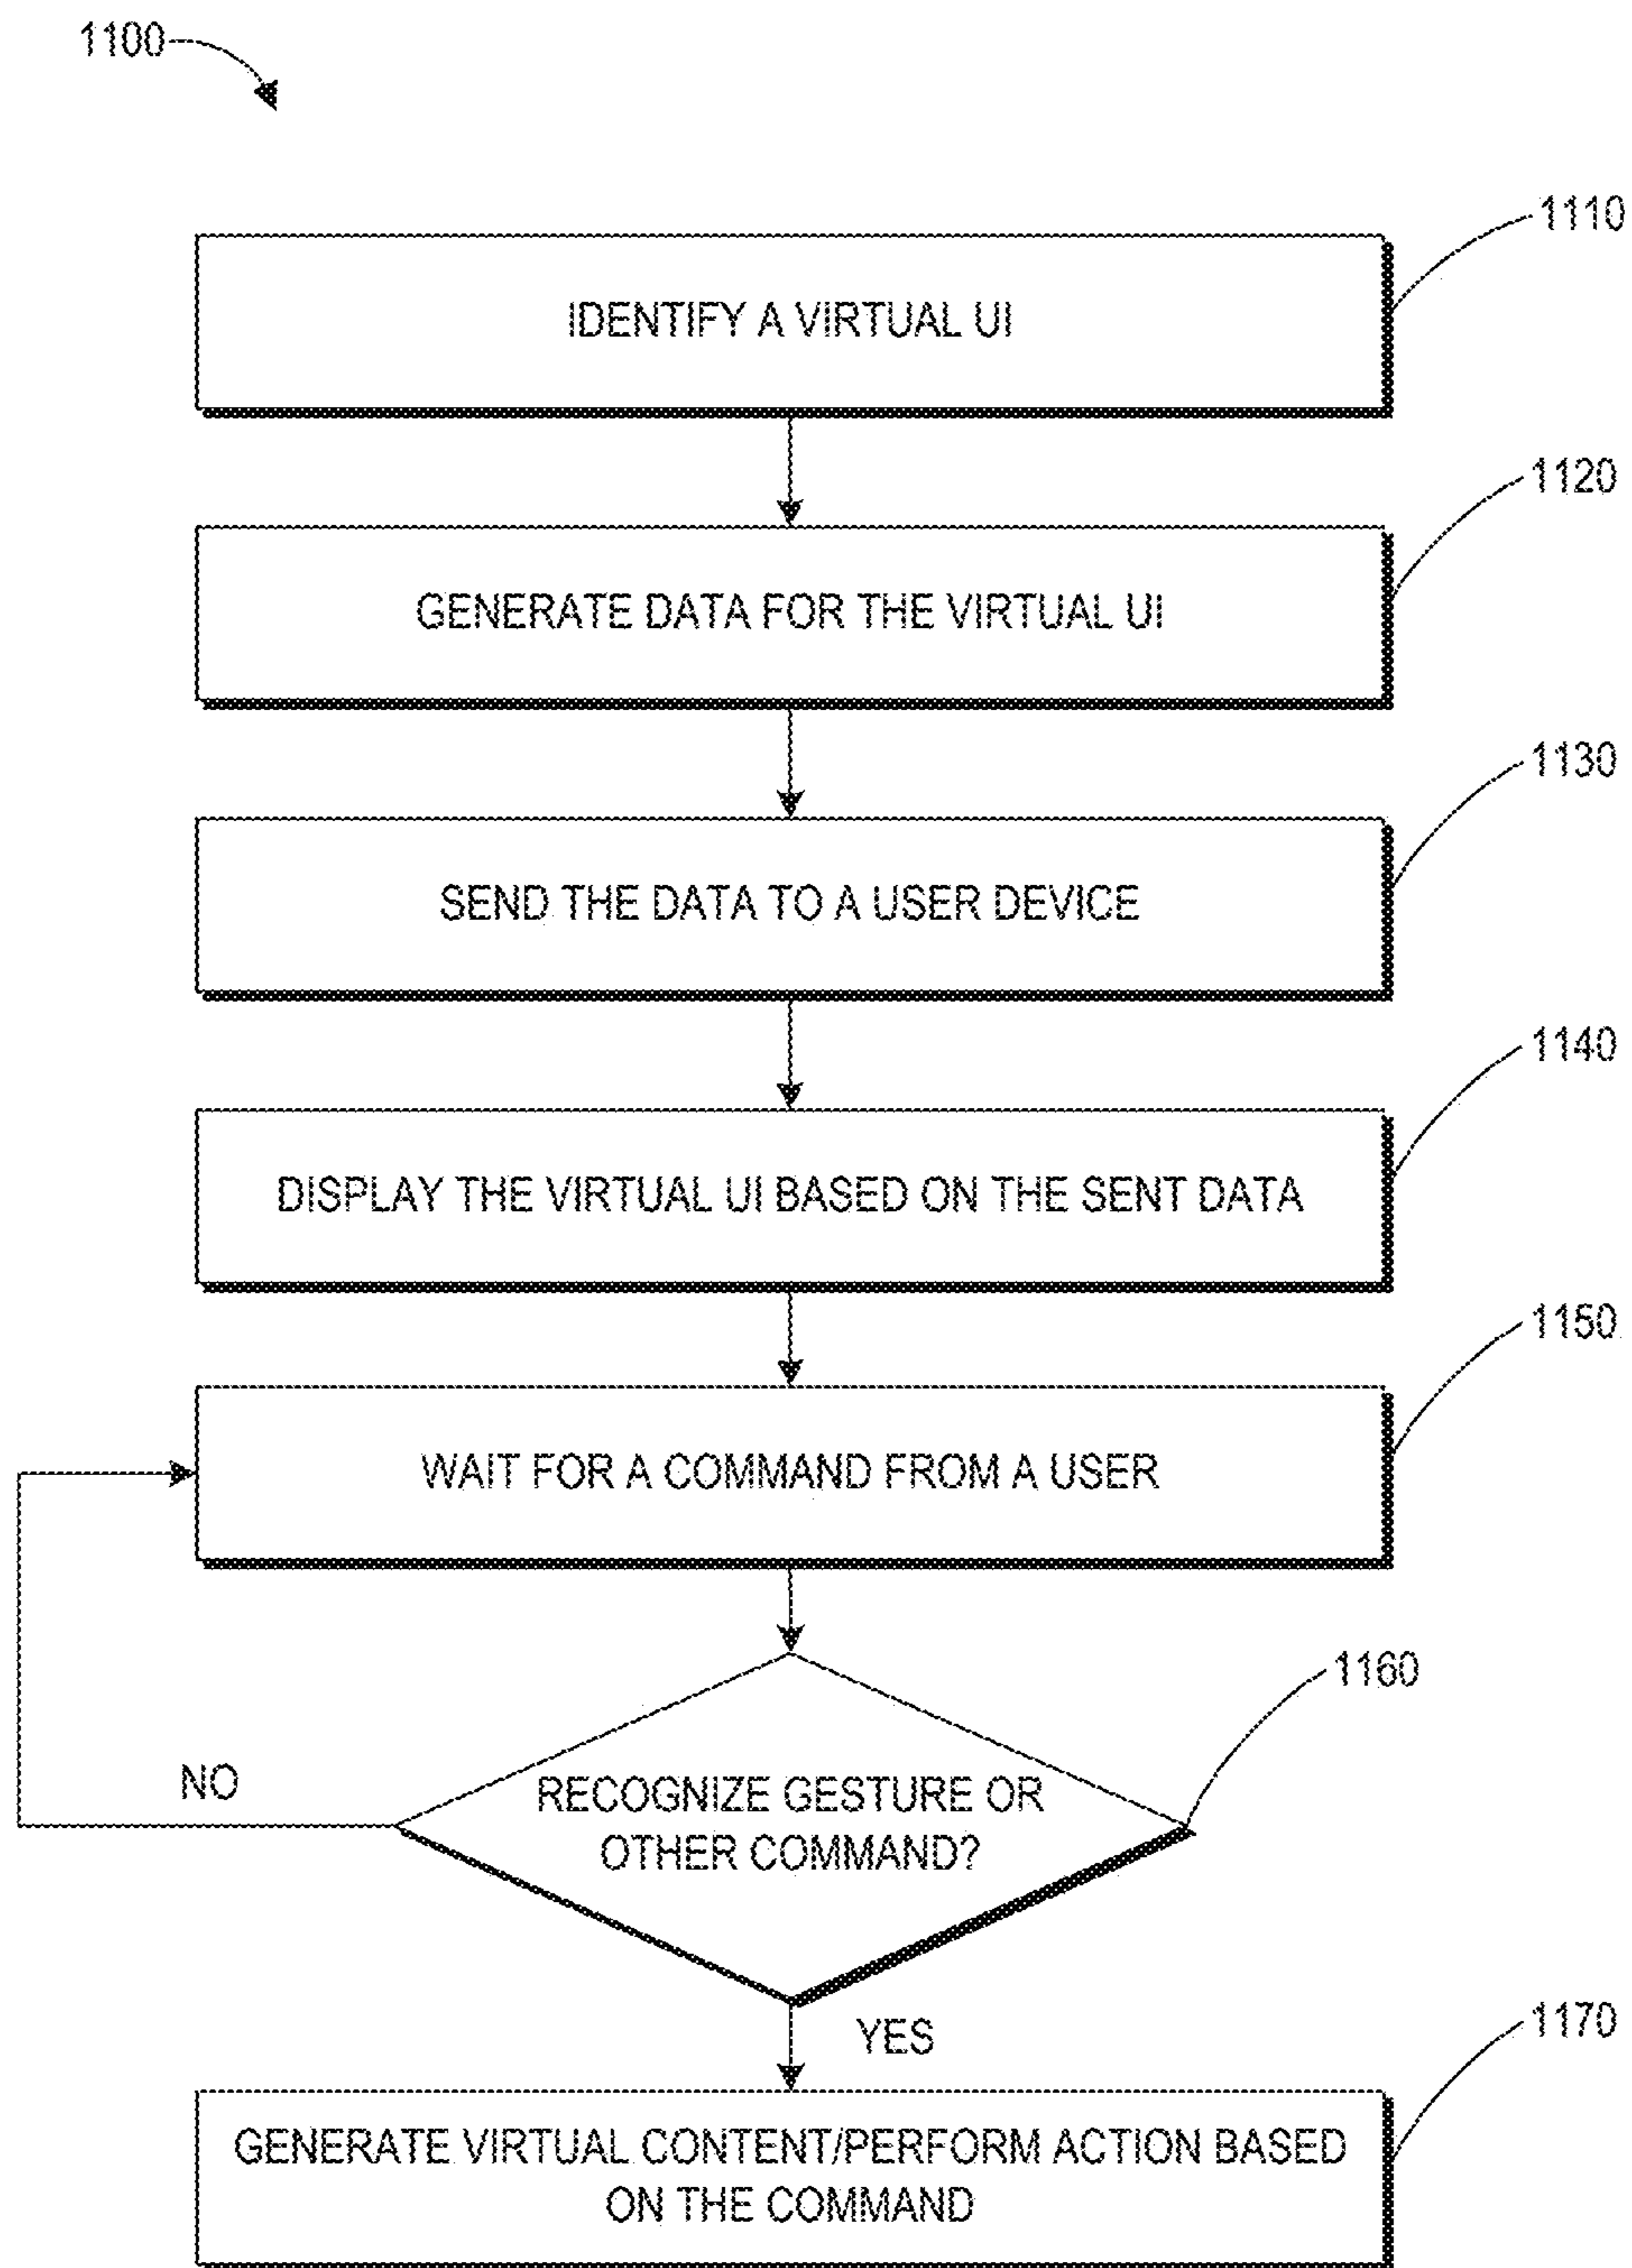 1100
1110
IDENTIFY A VIRTUAL UI
1120
GENERATE DATA FOR THE VIRTUAL UI
1130
SEND THE DATA TO A USER DEVICE
1140
DISPLAY THE VIRTUAL UI BASED ON THE SENT DATA
1150
WAIT FOR A COMMAND FROM A USER
1160
NO
RECOGNIZE GESTURE OR
OTHER COMMAND?
YES
1170
GENERATE VIRTUAL CONTENT/PERFORM ACTION BASED
ON THE COMMAND